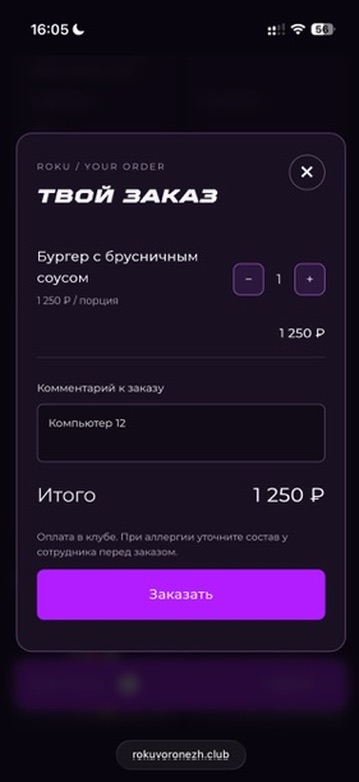 16:05
56
ROKU / YOUR ORDER
ТВОЙ ЗАКАЗ
Бургер с брусничным
соусом
1 250 ₽ / порция
− 1 +
1 250 ₽
Комментарий к заказу
Компьютер 12
Итого 1 250 ₽
Оплата в клубе. При аллергии уточните состав у
сотрудника перед заказом.
Заказать
rokuvoronezh.club